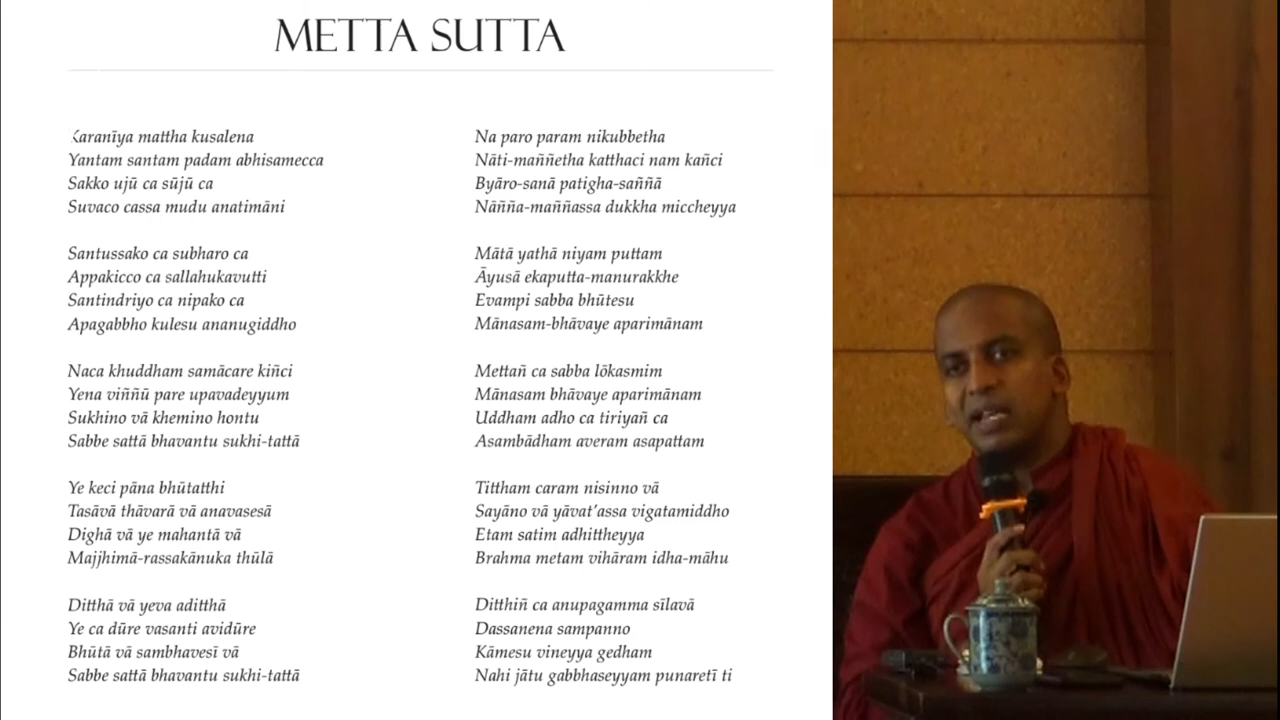 METTA SUTTA
Karanīya mattha kusalena
Yantam santam padam abhisamecca
Sakko ujū ca sūjū ca
Suvaco cassa mudu anatimāni
Santussako ca subharo ca
Appakicco ca sallahukavutti
Santindriyo ca nipako ca
Apagabbho kulesu ananugiddho
Naca khuddham samācare kiñci
Yena viññū pare upavadeyyum
Sukhino vā khemino hontu
Sabbe sattā bhavantu sukhi-tattā
Ye keci pāna bhūtatthi
Tasāvā thāvarā vā anavasesā
Dighā vā ye mahantā vā
Majjhimā-rassakānuka thūlā
Ditthā vā yeva aditthā
Ye ca dūre vasanti avidūre
Bhūtā vā sambhavesī vā
Sabbe sattā bhavantu sukhi-tattā
Na paro param nikubbetha
Nāti-maññetha katthaci nam kañci
Byāro-sanā patigha-saññā
Nāñña-maññassa dukkha miccheyya
Mātā yathā niyam puttam
Āyusā ekaputta-manurakkhe
Evampi sabba bhūtesu
Mānasam-bhāvaye aparimānam
Mettañ ca sabba lōkasmim
Mānasam bhāvaye aparimānam
Uddham adho ca tiriyañ ca
Asambādham averam asapattam
Tittham caram nisinno vā
Sayāno vā yāvat’assa vigatamiddho
Etam satim adhittheyya
Brahma metam vihāram idha-māhu
Ditthiñ ca anupagamma sīlavā
Dassanena sampanno
Kāmesu vineyya gedham
Nahi jātu gabbhaseyyam punaretī ti